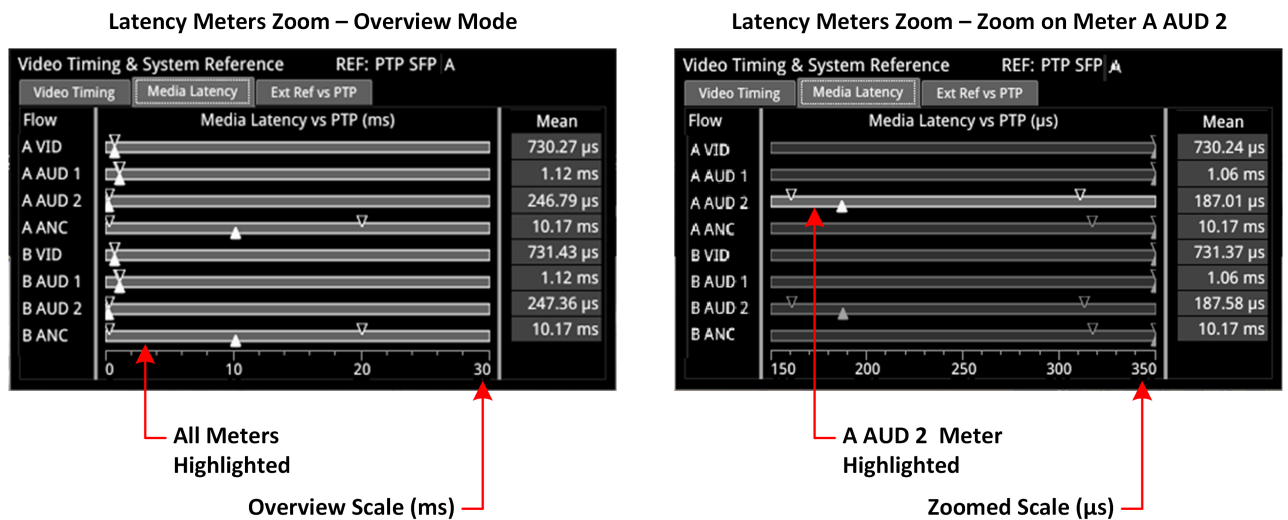 Latency Meters Zoom – Overview Mode
Video Timing & System Reference REF: PTP SFP A
Video Timing Media Latency Ext Ref vs PTP
Flow Media Latency vs PTP (ms) Mean
A VID 730.27 µs
A AUD 1 1.12 ms
A AUD 2 246.79 µs
A ANC 10.17 ms
B VID 731.43 µs
B AUD 1 1.12 ms
B AUD 2 247.36 µs
B ANC 10.17 ms
0 10 20 30
All Meters
Highlighted
Overview Scale (ms)
Latency Meters Zoom – Zoom on Meter A AUD 2
Video Timing & System Reference REF: PTP SFP A
Video Timing Media Latency Ext Ref vs PTP
Flow Media Latency vs PTP (µs) Mean
A VID 730.24 µs
A AUD 1 1.06 ms
A AUD 2 187.01 µs
A ANC 10.17 ms
B VID 731.37 µs
B AUD 1 1.06 ms
B AUD 2 187.58 µs
B ANC 10.17 ms
150 200 250 300 350
A AUD 2 Meter
Highlighted
Zoomed Scale (µs)